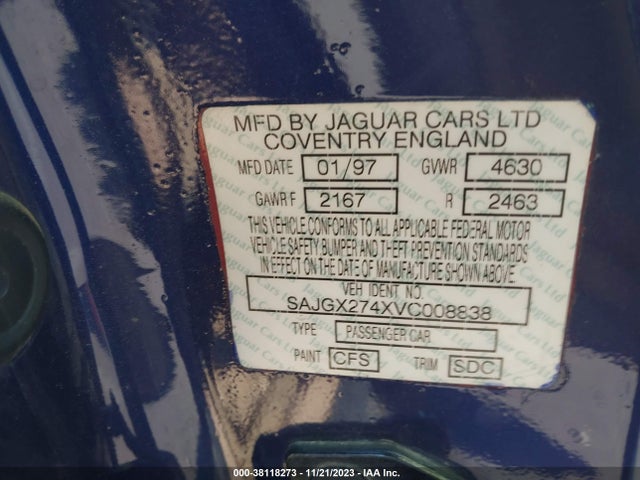 MFD BY JAGUAR CARS LTD
COVENTRY ENGLAND
MFD DATE 01/97 GVWR 4630
GAWR F 2167 R 2463
THIS VEHICLE CONFORMS TO ALL APPLICABLE FEDERAL MOTOR
VEHICLE SAFETY BUMPER AND THEFT PREVENTION STANDARDS
IN EFFECT ON THE DATE OF MANUFACTURE SHOWN ABOVE.
VEH IDENT NO.
SAJGX274XVC008838
TYPE PASSENGER CAR
PAINT CFS TRIM SDC
000-38118273 - 11/21/2023 - IAA Inc.